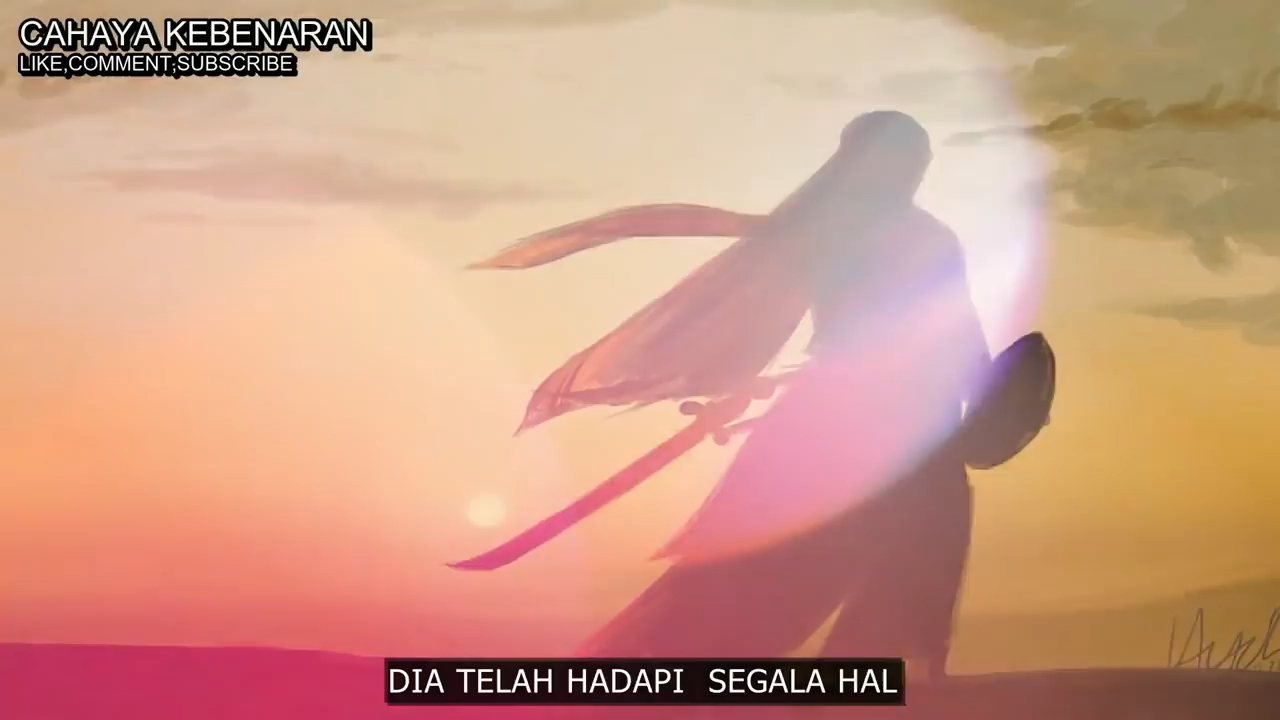 CAHAYA KEBENARAN
LIKE,COMMENT,SUBSCRIBE
DIA TELAH HADAPI  SEGALA HAL